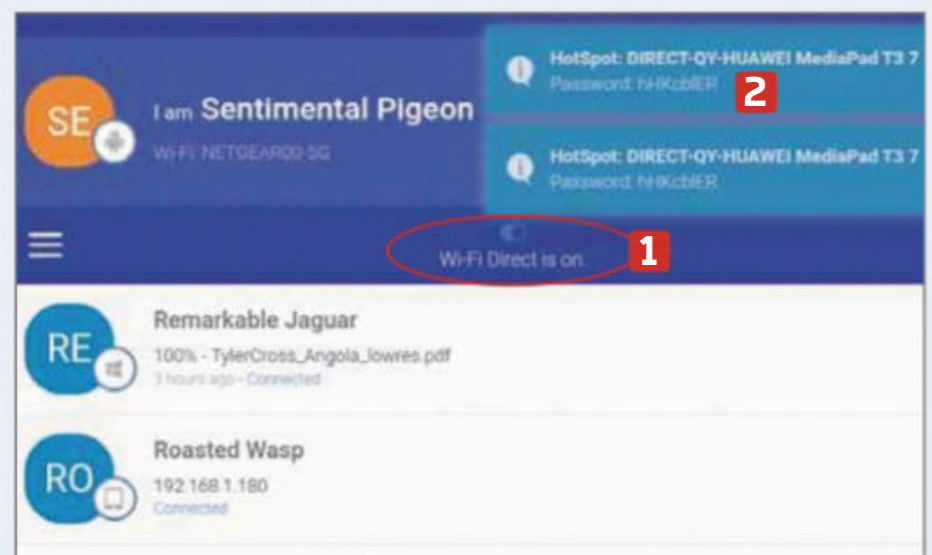 SE
I am Sentimental Pigeon
Wi-Fi: NETGEAR00-5G
HotSpot: DIRECT-QY-HUAWEI MediaPad T3 7
Password:
2
HotSpot: DIRECT-QY-HUAWEI MediaPad T3 7
Password:
Wi-Fi Direct is on.
1
RE
Remarkable Jaguar
100% - TylerCross_Angola_lowres.pdf
3 hours ago - Connected
RO
Roasted Wasp
192.168.1.180
Connected